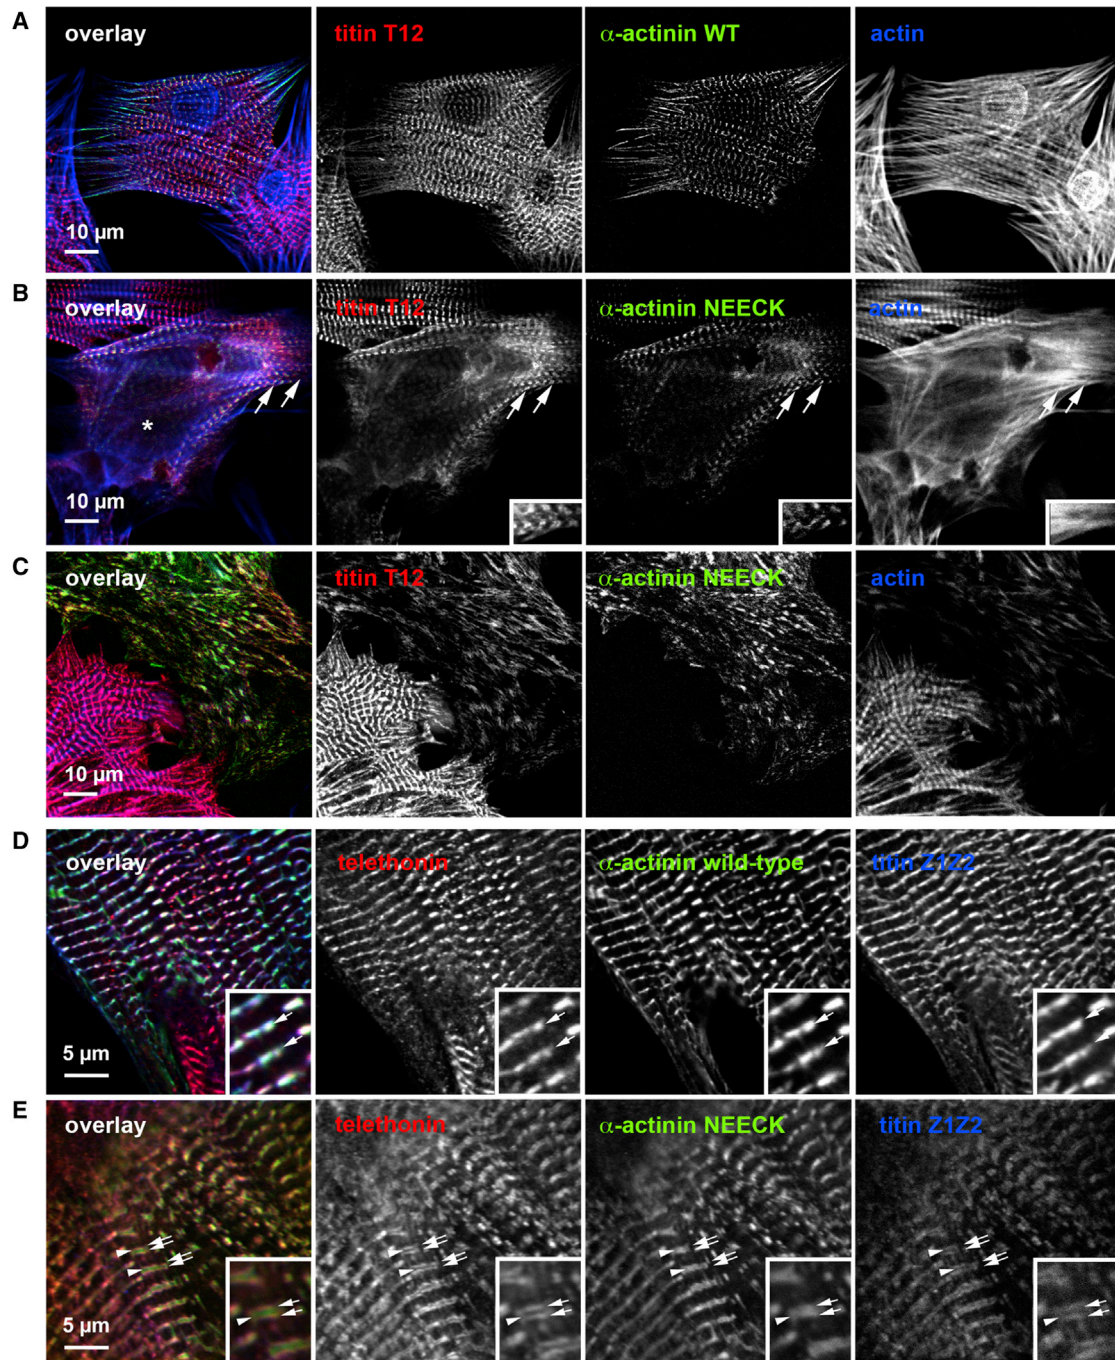 A
overlay
titin T12
α-actinin WT
actin
10 µm
B
overlay
titin T12
α-actinin NEECK
actin
*
10 µm
C
overlay
titin T12
α-actinin NEECK
actin
10 µm
D
overlay
telethonin
α-actinin wild-type
titin Z1Z2
5 µm
E
overlay
telethonin
α-actinin NEECK
titin Z1Z2
5 µm